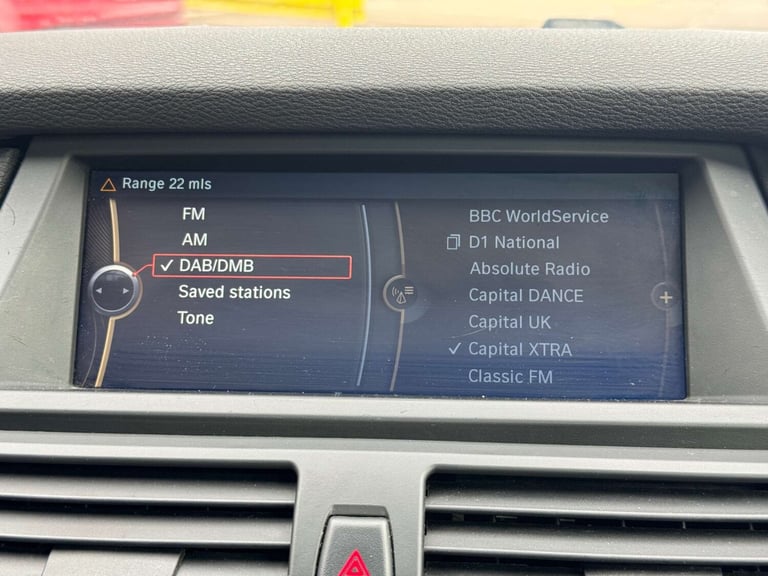 Range 22 mls
FM
AM
DAB/DMB
Saved stations
Tone
BBC WorldService
D1 National
Absolute Radio
Capital DANCE
Capital UK
Capital XTRA
Classic FM